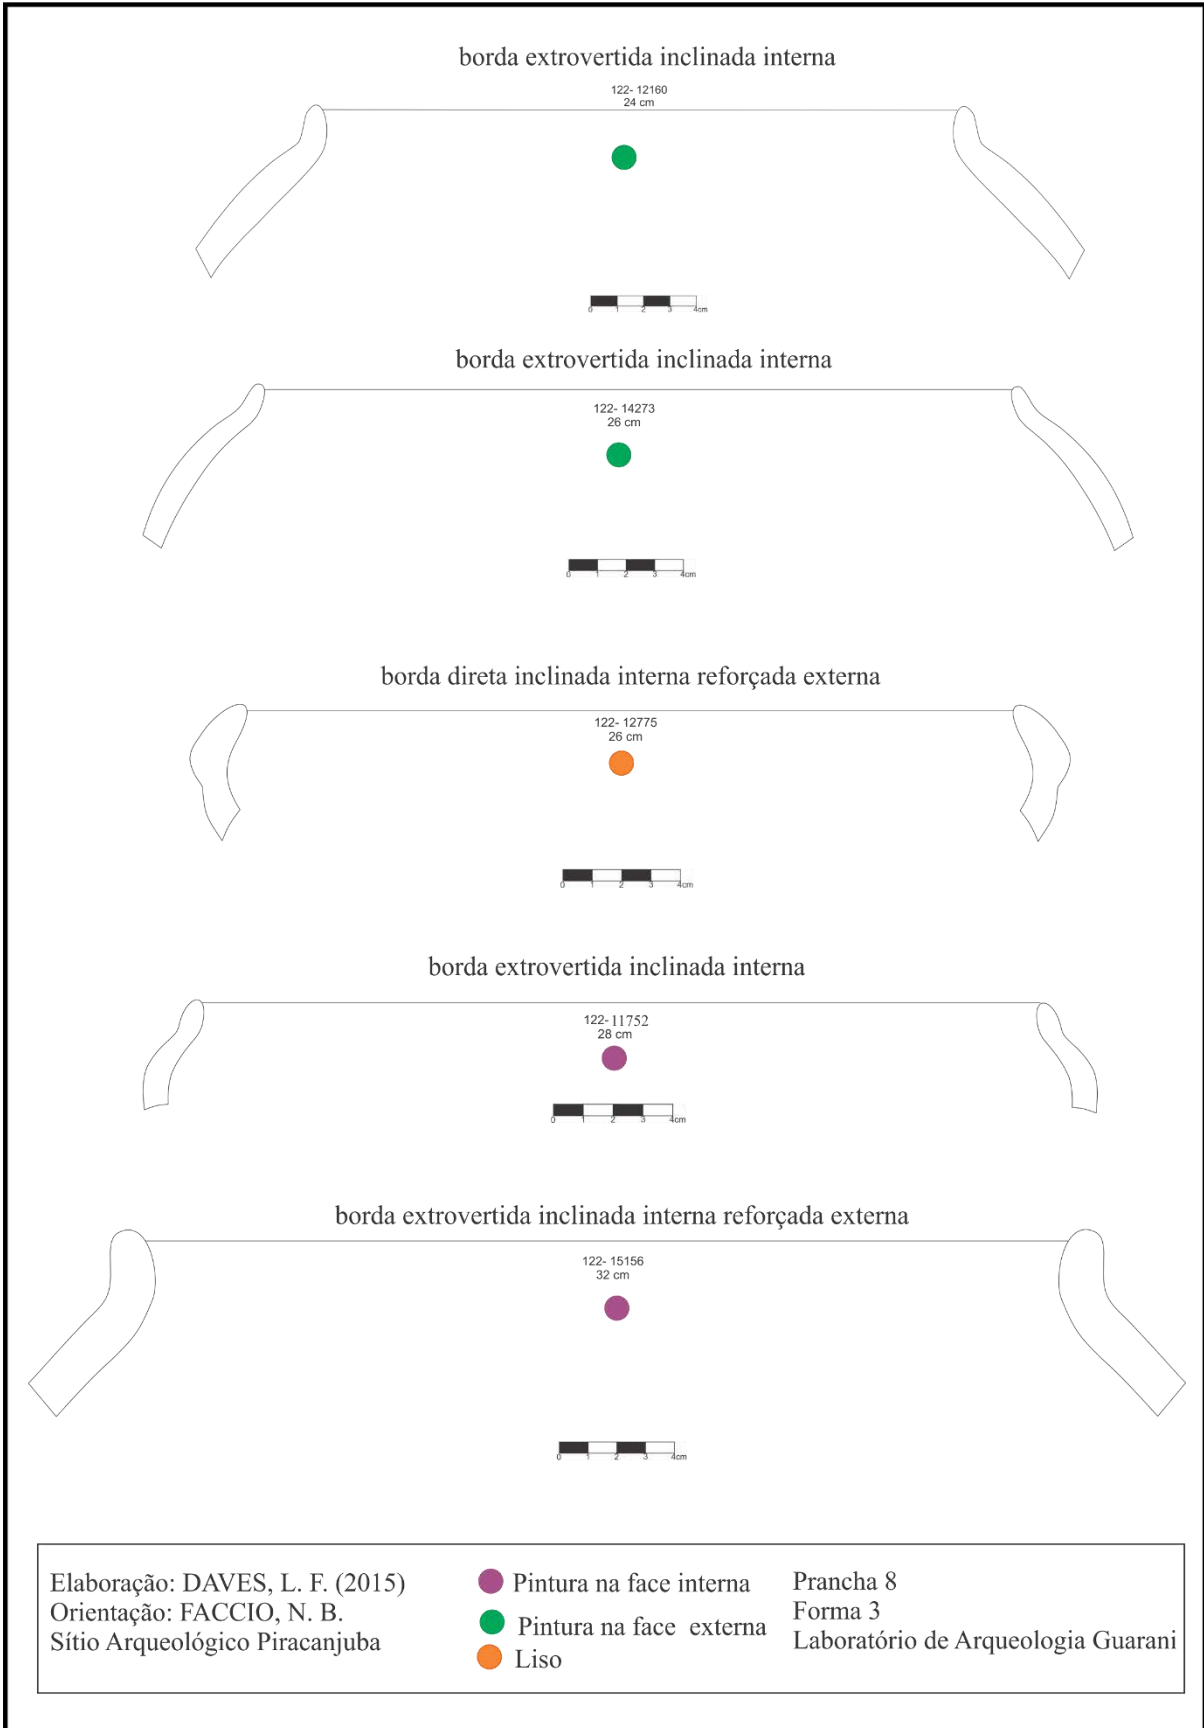 borda extrovertida inclinada interna
122- 12160
24 cm
0 1 2 3 4cm
borda extrovertida inclinada interna
122- 14273
26 cm
0 1 2 3 4cm
borda direta inclinada interna reforçada externa
122- 12775
26 cm
0 1 2 3 4cm
borda extrovertida inclinada interna
122- 11752
28 cm
0 1 2 3 4cm
borda extrovertida inclinada interna reforçada externa
122- 15156
32 cm
0 1 2 3 4cm
Elaboração: DAVES, L. F. (2015)
Orientação: FACCIO, N. B.
Sítio Arqueológico Piracanjuba
Pintura na face interna
Pintura na face externa
Liso
Prancha 8
Forma 3
Laboratório de Arqueologia Guarani